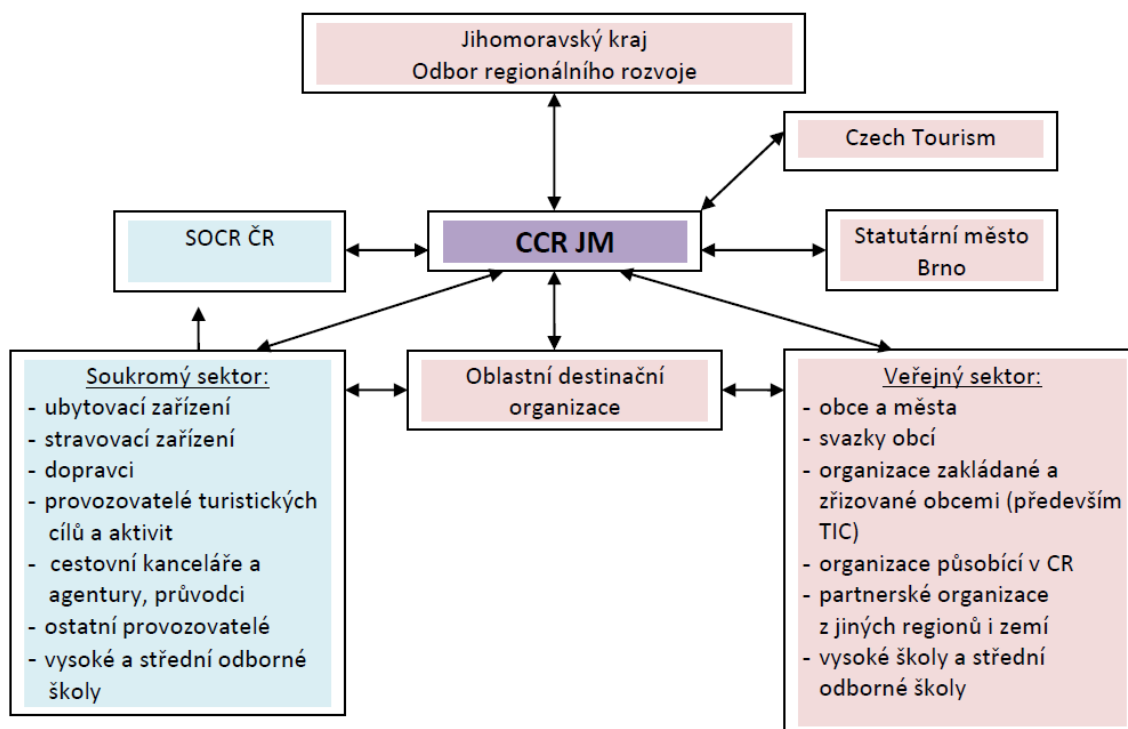 Jihomoravský kraj
Odbor regionálního rozvoje
Czech Tourism
SOCR ČR
CCR JM
Statutární město
Brno
Soukromý sektor:
- ubytovací zařízení
- stravovací zařízení
- dopravci
- provozovatelé turistických
cílů a aktivit
- cestovní kanceláře a
agentury, průvodci
- ostatní provozovatelé
- vysoké a střední odborné
školy
Oblastní destinační
organizace
Veřejný sektor:
- obce a města
- svazky obcí
- organizace zakládané a
zřizované obcemi (především
TIC)
- organizace působící v CR
- partnerské organizace
z jiných regionů i zemí
- vysoké školy a střední
odborné školy